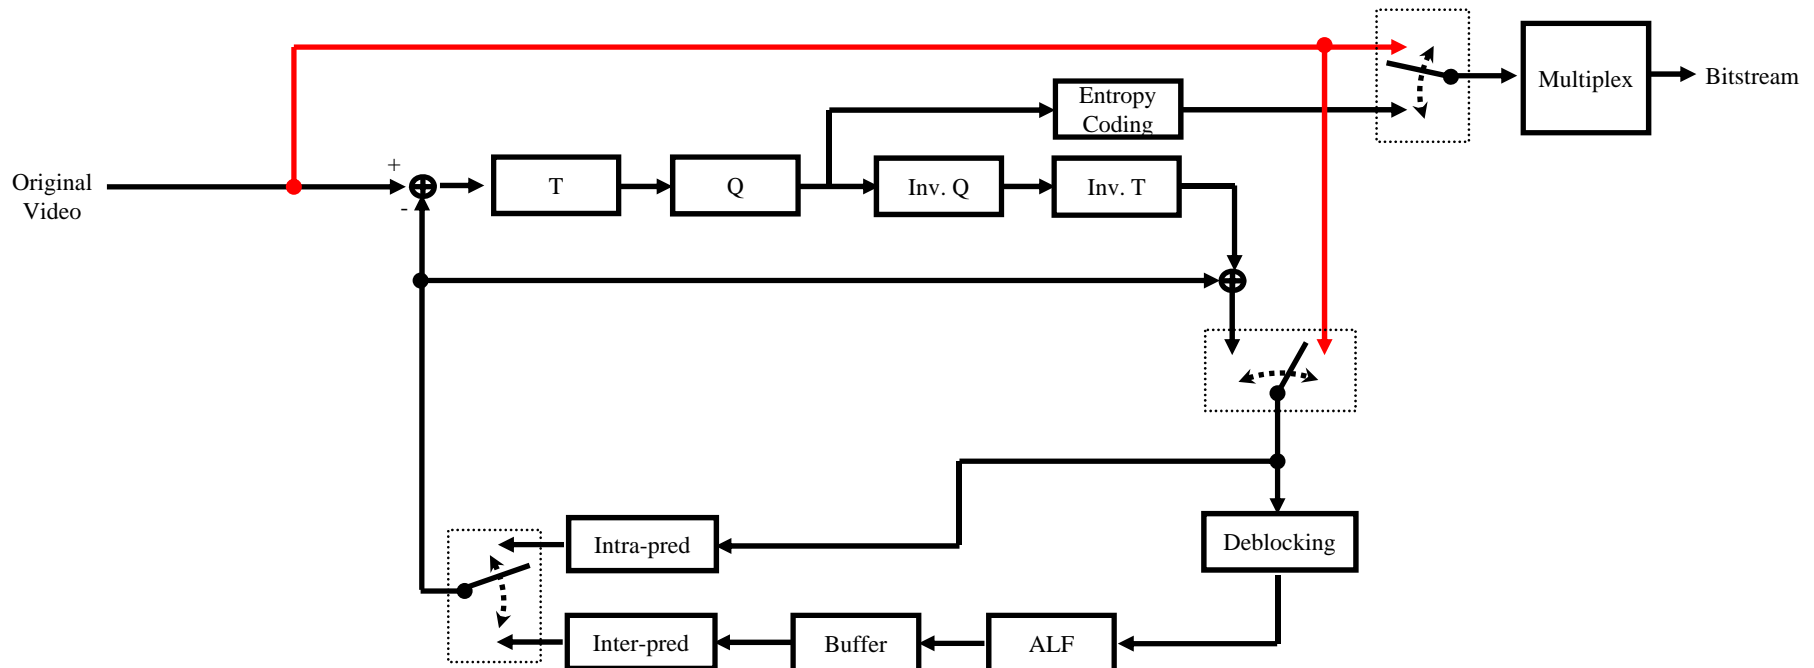 Multiplex
Bitstream
Entropy
Coding
+
Original
Video
T
Q
Inv. Q
Inv. T
-
Deblocking
Intra-pred
Inter-pred
Buffer
ALF